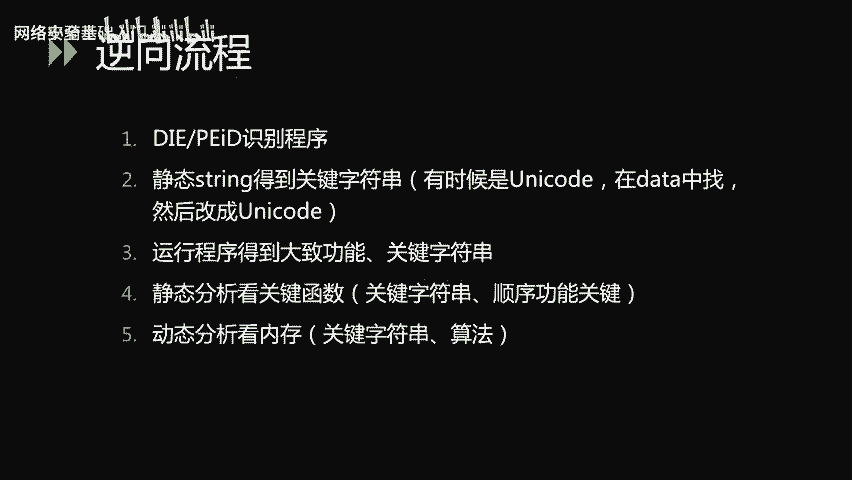 网络安全基础
逆向流程
1. DIE/PEiD识别程序
2. 静态string得到关键字符串（有时候是Unicode，在data中找，
然后改成Unicode）
3. 运行程序得到大致功能、关键字符串
4. 静态分析看关键函数（关键字符串、顺序功能关键）
5. 动态分析看内存（关键字符串、算法）